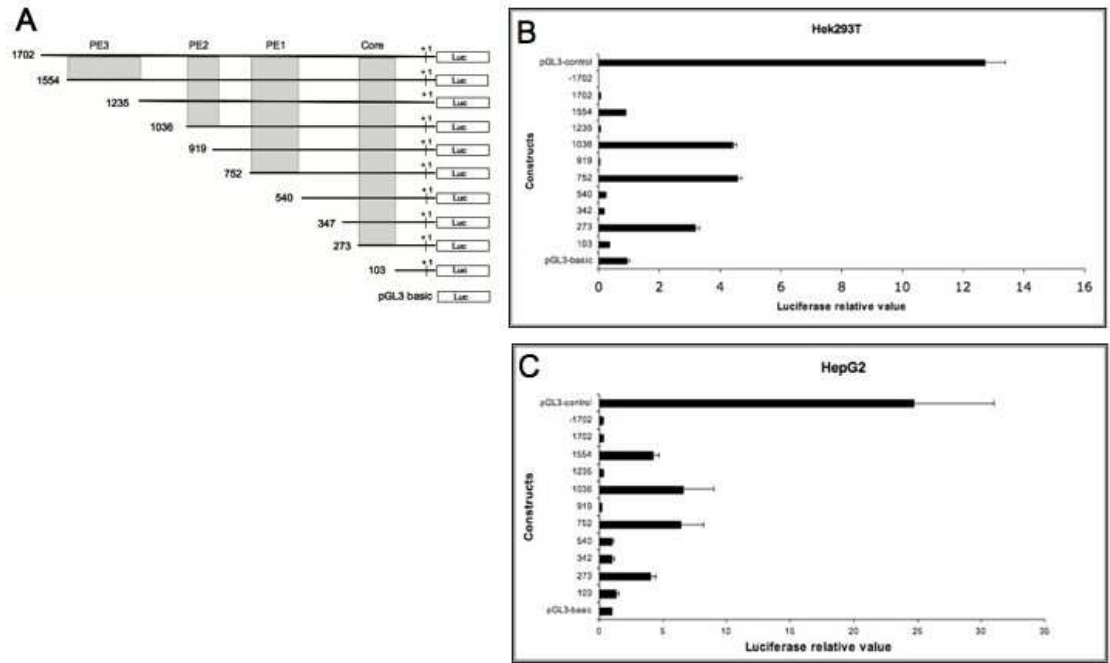 A
PE3 PE2 PE1 Core
1702 +1 Luc
1554 +1 Luc
1235 +1 Luc
1036 +1 Luc
919 +1 Luc
752 +1 Luc
540 +1 Luc
347 +1 Luc
273 +1 Luc
103 +1 Luc
pGL3 basic Luc
B
Hek293T
Constructs
pGL3-control
-1702
1702
1554
1235
1036
919
752
540
342
273
103
pGL3-basic
0 2 4 6 8 10 12 14 16
Luciferase relative value
C
HepG2
Constructs
pGL3-control
-1702
1702
1554
1235
1036
919
752
540
342
273
103
pGL3-basic
0 5 10 15 20 25 30 35
Luciferase relative value